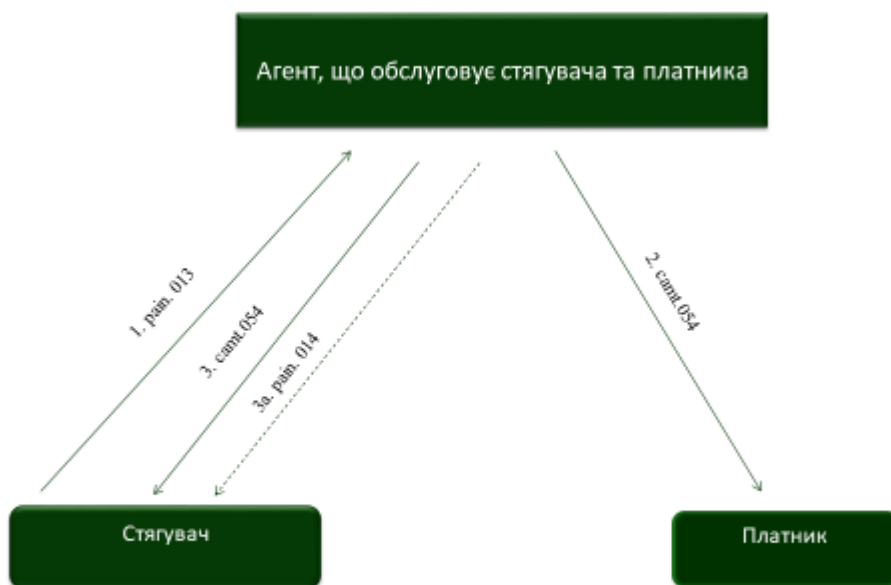 Агент, що обслуговує стягувача та платника
1. pain. 013
3. camt.054
3a. pain. 014
2. camt.054
Стягувач
Платник